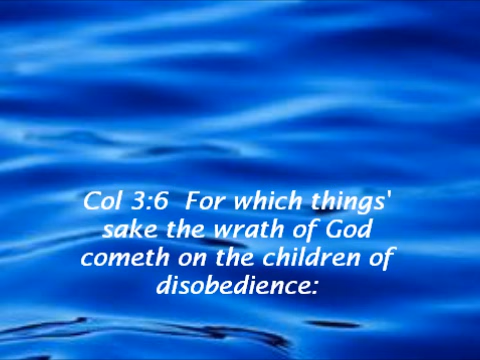 Col 3:6  For which things'
sake the wrath of God
cometh on the children of
disobedience: